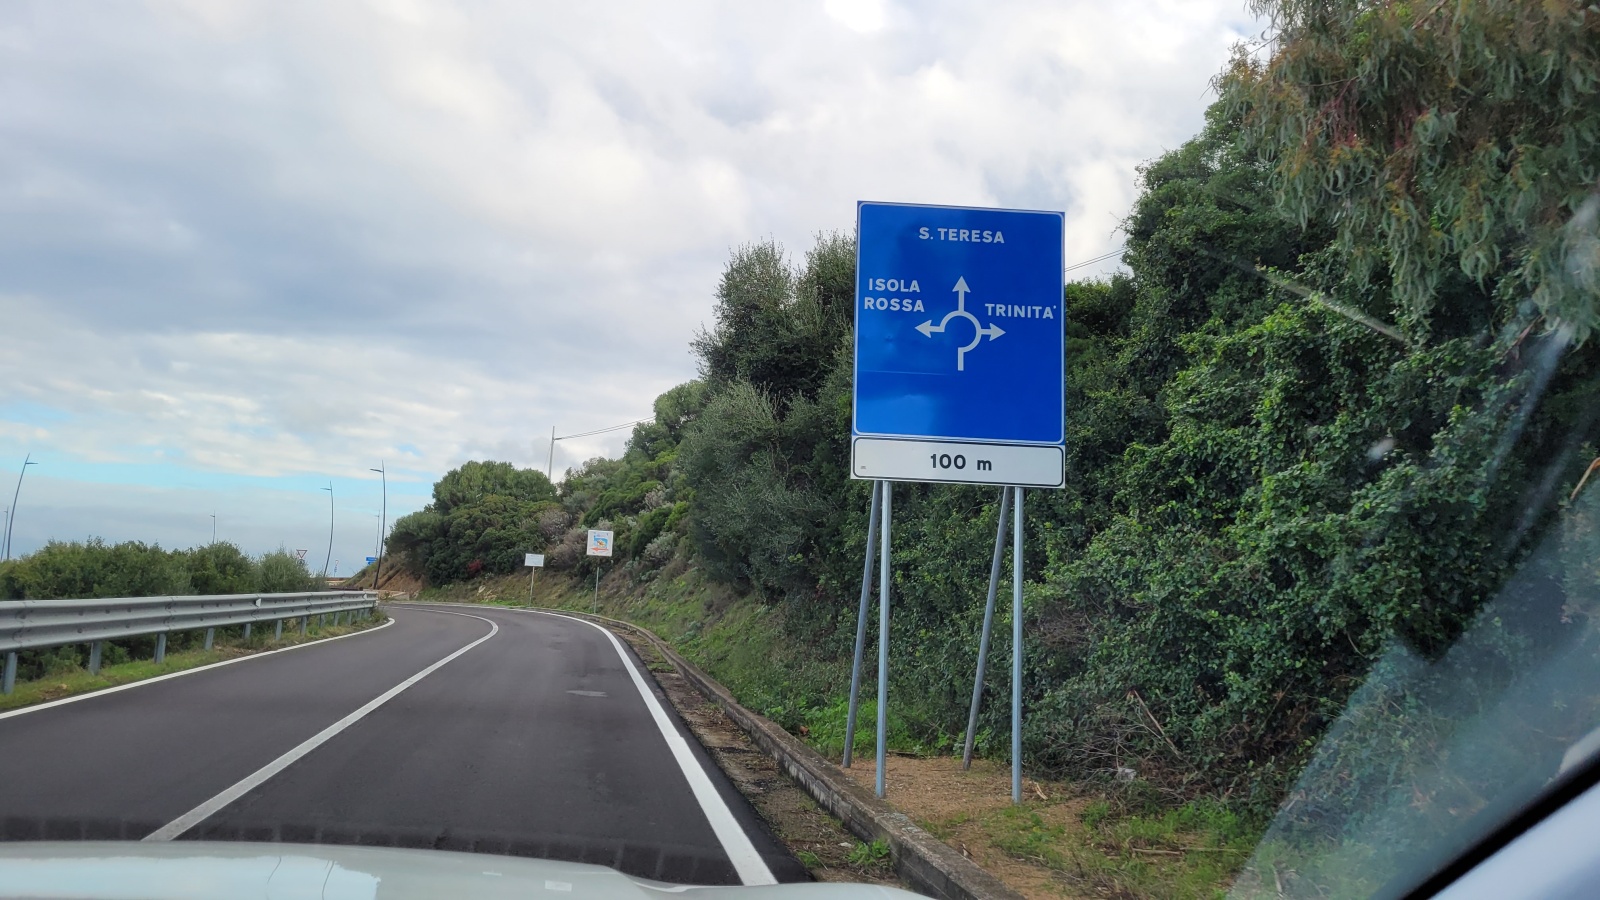 S. TERESA
ISOLA
ROSSA
TRINITA'
100 m